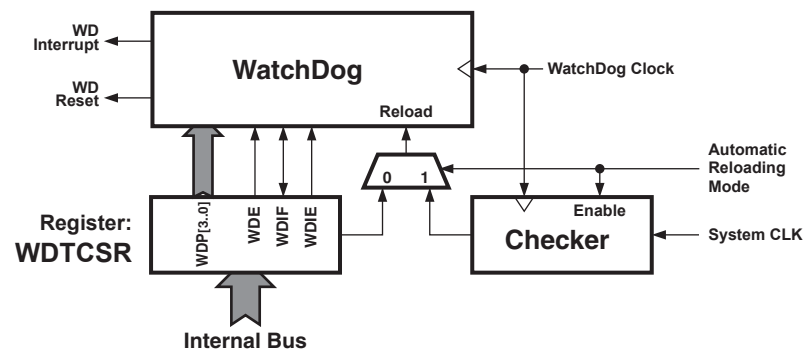 WD
Interrupt
WatchDog
WatchDog Clock
WD
Reset
Reload
Automatic
Reloading
Mode
0 1
Register:
WDTCSR
WDP[3..0]
WDE
WDIF
WDIE
Enable
Checker
System CLK
Internal Bus